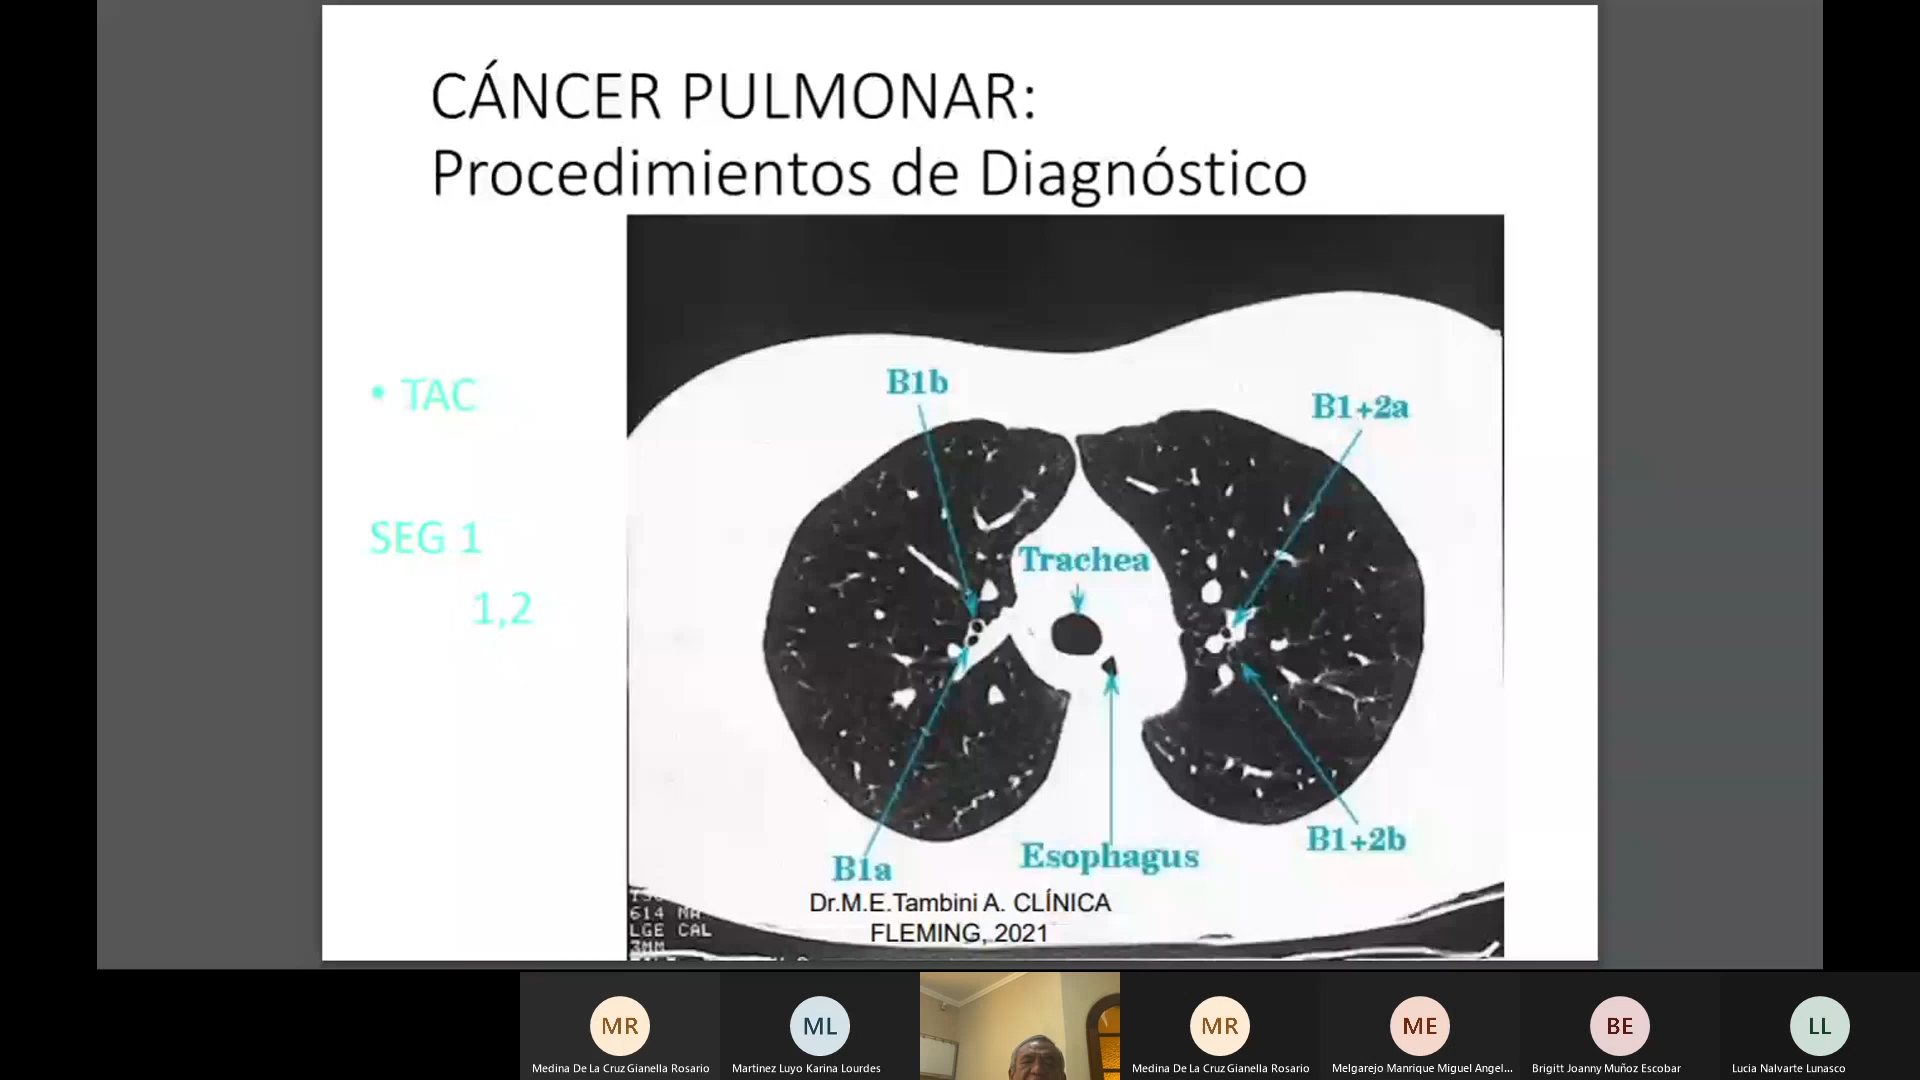 CÁNCER PULMONAR:
Procedimientos de Diagnóstico
• TAC
SEG 1
1,2
B1b
B1+2a
Trachea
B1a
Esophagus
B1+2b
Dr.M.E.Tambini A. CLÍNICA
FLEMING, 2021
614 MA
LGE CAL
3MM
MR
ML
MR
ME
BE
LL
Medina De La Cruz Gianella Rosario
Martinez Luyo Karina Lourdes
Medina De La Cruz Gianella Rosario
Melgarejo Manrique Miguel Angel...
Brigitt Joanny Muñoz Escobar
Lucia Nalvarte Lunasco